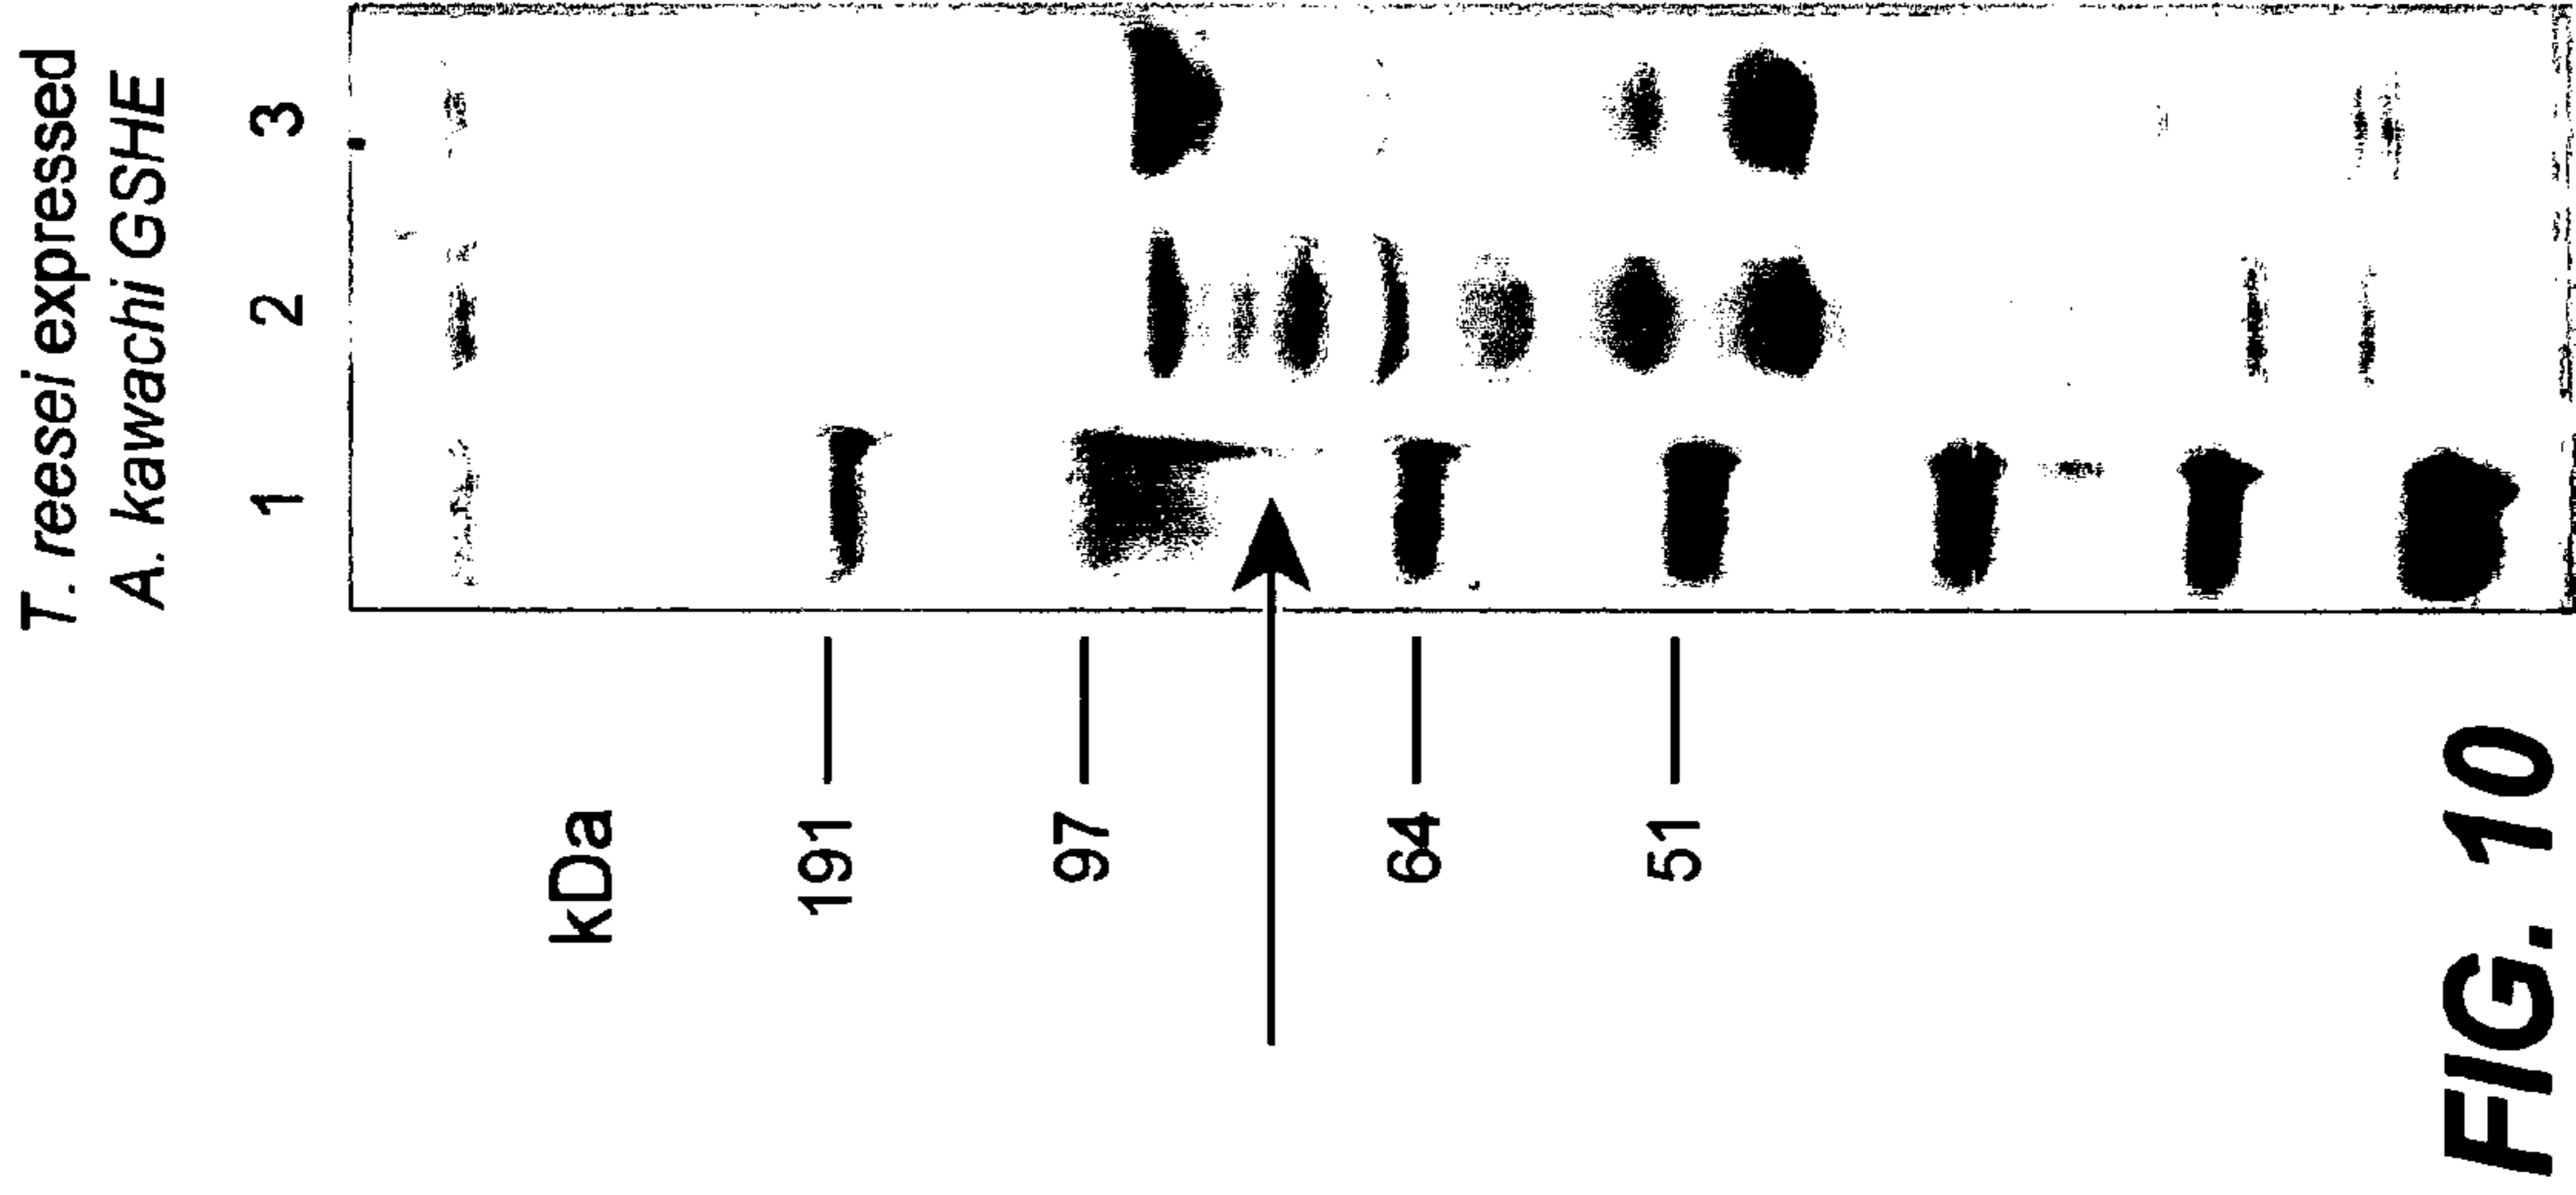 T. reesei expressed
A. kawachi GSHE
1 2 3
kDa
191
97
64
51
FIG. 10